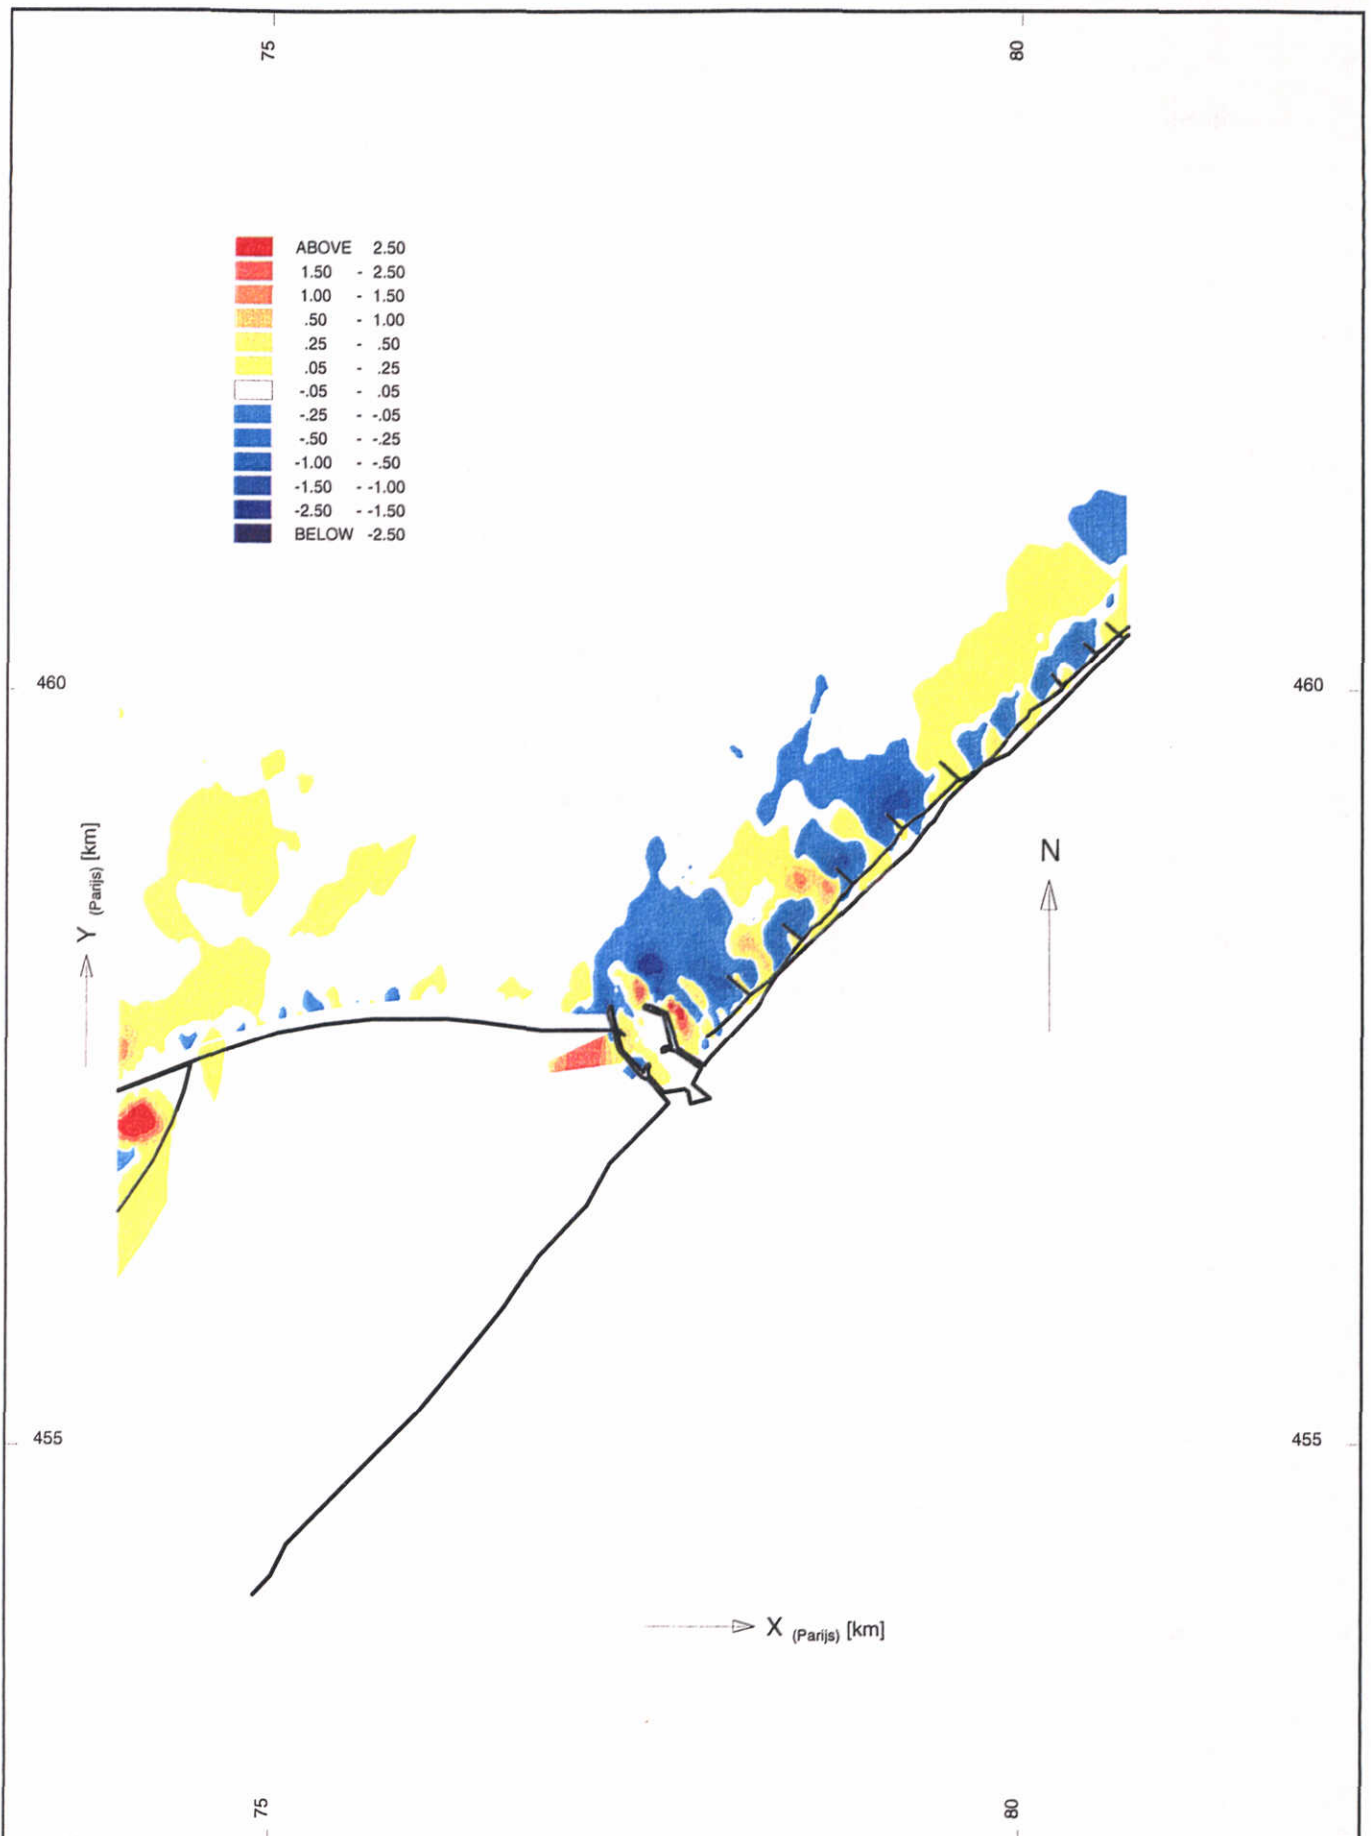 75 80
ABOVE 2.50
1.50 - 2.50
1.00 - 1.50
.50 - 1.00
.25 - .50
.05 - .25
-.05 - .05
-.25 - -.05
-.50 - -.25
-1.00 - -.50
-1.50 - -1.00
-2.50 - -1.50
BELOW -2.50
460 460
Y (Parijs) [km]
N
455 455
X (Parijs) [km]
75 80